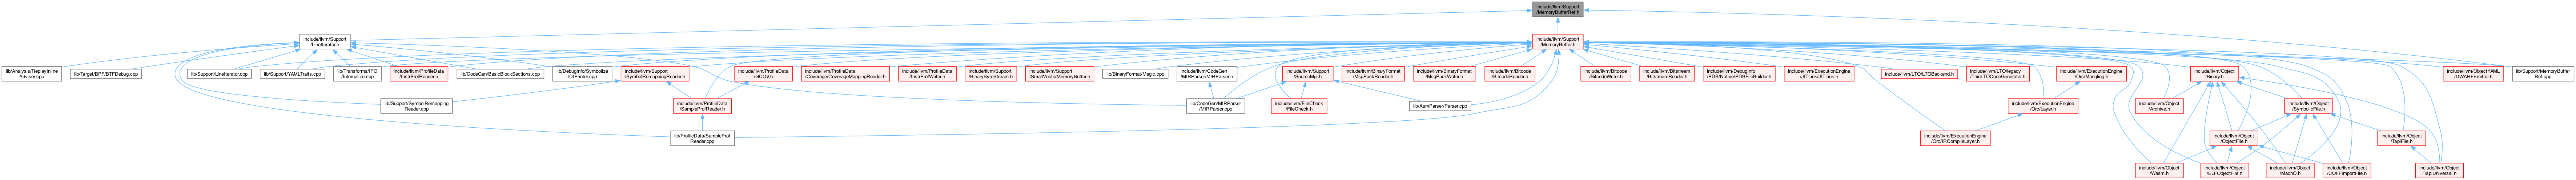 include/llvm/Support
/MemoryBufferRef.h
include/llvm/Support
/LineIterator.h
include/llvm/Support
/MemoryBuffer.h
lib/Analysis/ReplayInline
Advisor.cpp
lib/Target/BPF/BTFDebug.cpp
lib/Support/LineIterator.cpp
lib/Support/YAMLTraits.cpp
lib/Transforms/IPO
/Internalize.cpp
include/llvm/ProfileData
/InstrProfReader.h
lib/CodeGen/BasicBlockSections.cpp
lib/DebugInfo/Symbolize
/DIPrinter.cpp
include/llvm/Support
/SymbolRemappingReader.h
include/llvm/ProfileData
/GCOV.h
include/llvm/ProfileData
/Coverage/CoverageMappingReader.h
include/llvm/ProfileData
/InstrProfWriter.h
include/llvm/Support
/BinaryByteStream.h
include/llvm/Support
/SmallVectorMemoryBuffer.h
lib/BinaryFormat/Magic.cpp
include/llvm/CodeGen
/MIRParser/MIRParser.h
include/llvm/Support
/SourceMgr.h
include/llvm/BinaryFormat
/MsgPackReader.h
include/llvm/BinaryFormat
/MsgPackWriter.h
include/llvm/Bitcode
/BitcodeReader.h
include/llvm/Bitcode
/BitcodeWriter.h
include/llvm/Bitstream
/BitstreamReader.h
include/llvm/DebugInfo
/PDB/Native/PDBFileBuilder.h
include/llvm/ExecutionEngine
/JITLink/JITLink.h
include/llvm/LTO/LTOBackend.h
include/llvm/LTO/legacy
/ThinLTOCodeGenerator.h
include/llvm/ExecutionEngine
/Orc/Mangling.h
include/llvm/Object
/Binary.h
include/llvm/ObjectYAML
/DWARFEmitter.h
lib/Support/MemoryBuffer
Ref.cpp
lib/Support/SymbolRemapping
Reader.cpp
include/llvm/ProfileData
/SampleProfReader.h
lib/CodeGen/MIRParser
/MIRParser.cpp
include/llvm/FileCheck
/FileCheck.h
lib/AsmParser/Parser.cpp
include/llvm/ExecutionEngine
/Orc/Layer.h
include/llvm/Object
/Archive.h
include/llvm/Object
/SymbolicFile.h
lib/ProfileData/SampleProf
Reader.cpp
include/llvm/ExecutionEngine
/Orc/IRCompileLayer.h
include/llvm/Object
/ObjectFile.h
include/llvm/Object
/TapiFile.h
include/llvm/Object
/Wasm.h
include/llvm/Object
/ELFObjectFile.h
include/llvm/Object
/MachO.h
include/llvm/Object
/COFFImportFile.h
include/llvm/Object
/TapiUniversal.h